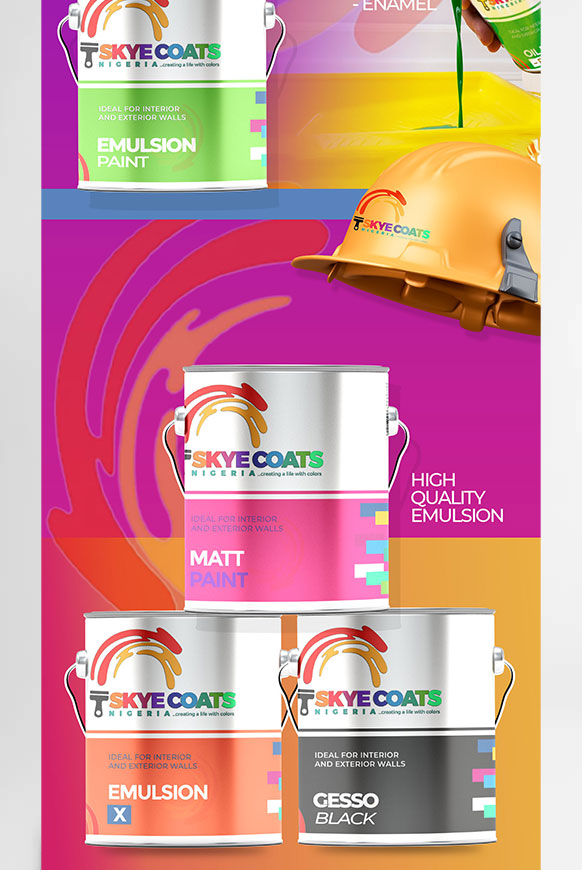 - ENAMEL
SKYE COATS
NIGERIA ...creating a life with colors
IDEAL FOR INTERIOR
AND EXTERIOR WALLS
EMULSION
PAINT
OIL
SKYE COATS
NIGERIA
SKYE COATS
NIGERIA ...creating a life with colors
IDEAL FOR INTERIOR
AND EXTERIOR WALLS
MATT
PAINT
HIGH
QUALITY
EMULSION
SKYE COATS
NIGERIA ...creating a life with colors
IDEAL FOR INTERIOR
AND EXTERIOR WALLS
EMULSION
X
SKYE COATS
NIGERIA ...creating a life with colors
IDEAL FOR INTERIOR
AND EXTERIOR WALLS
GESSO
BLACK